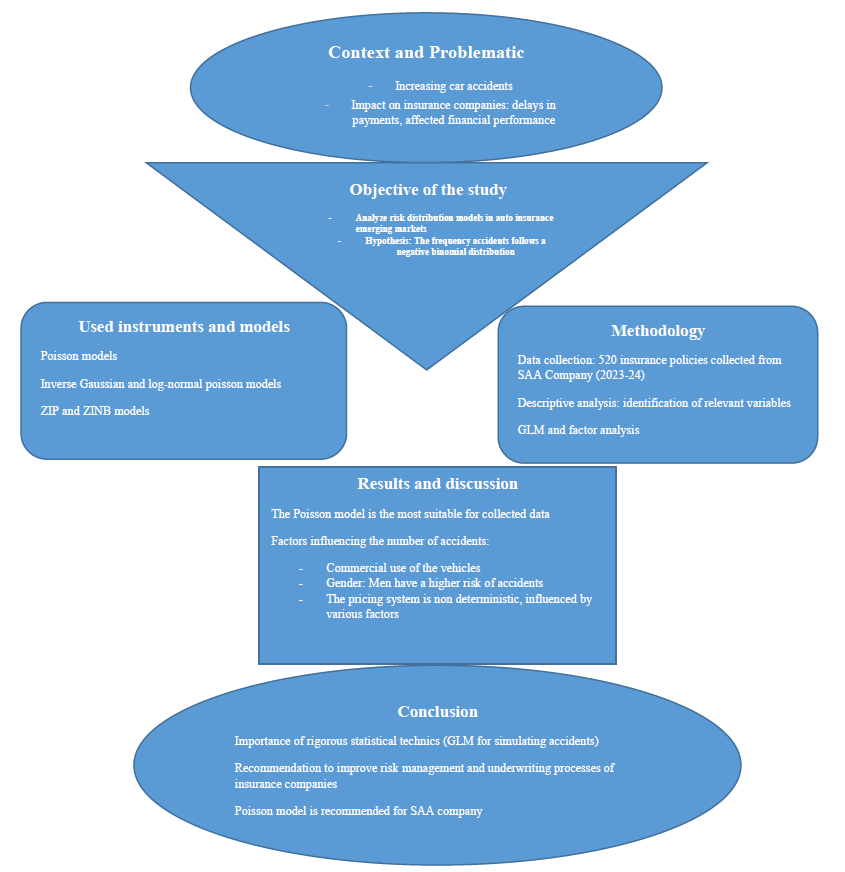 Context and Problematic
- Increasing car accidents
- Impact on insurance companies: delays in
payments, affected financial performance
Objective of the study
- Analyze risk distribution models in auto insurance
emerging markets
- Hypothesis: The frequency accidents follows a
negative binomial distribution
Used instruments and models
Poisson models
Inverse Gaussian and log-normal poisson models
ZIP and ZINB models
Methodology
Data collection: 520 insurance policies collected from
SAA Company (2023-24)
Descriptive analysis: identification of relevant variables
GLM and factor analysis
Results and discussion
The Poisson model is the most suitable for collected data
Factors influencing the number of accidents:
- Commercial use of the vehicles
- Gender: Men have a higher risk of accidents
- The pricing system is non deterministic, influenced by
various factors
Conclusion
Importance of rigorous statistical technics (GLM for simulating accidents)
Recommendation to improve risk management and underwriting processes of
insurance companies
Poisson model is recommended for SAA company